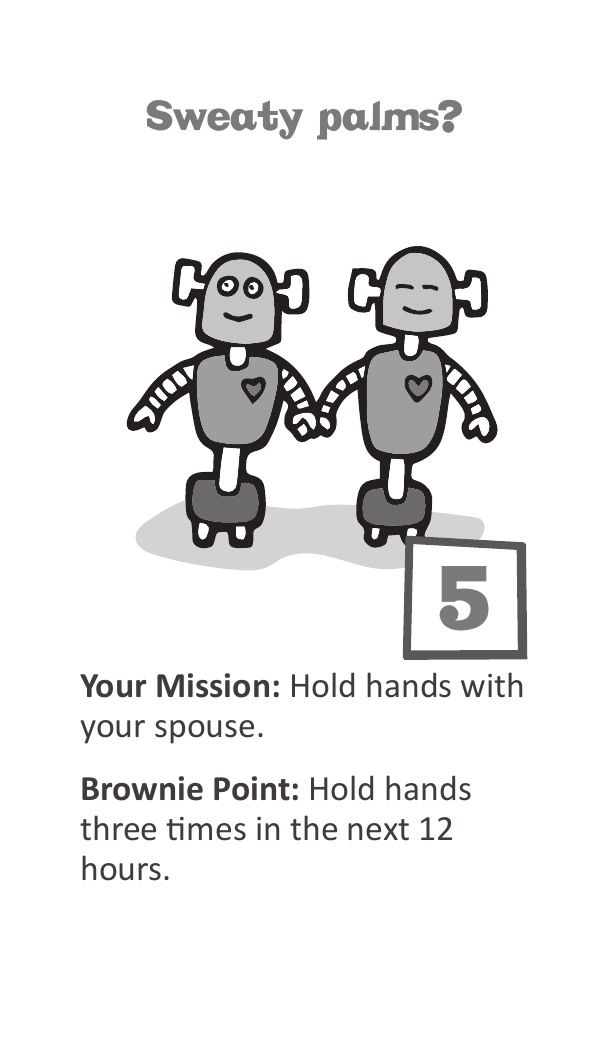 Sweaty palms?
5
Your Mission: Hold hands with
your spouse.
Brownie Point: Hold hands
three times in the next 12
hours.